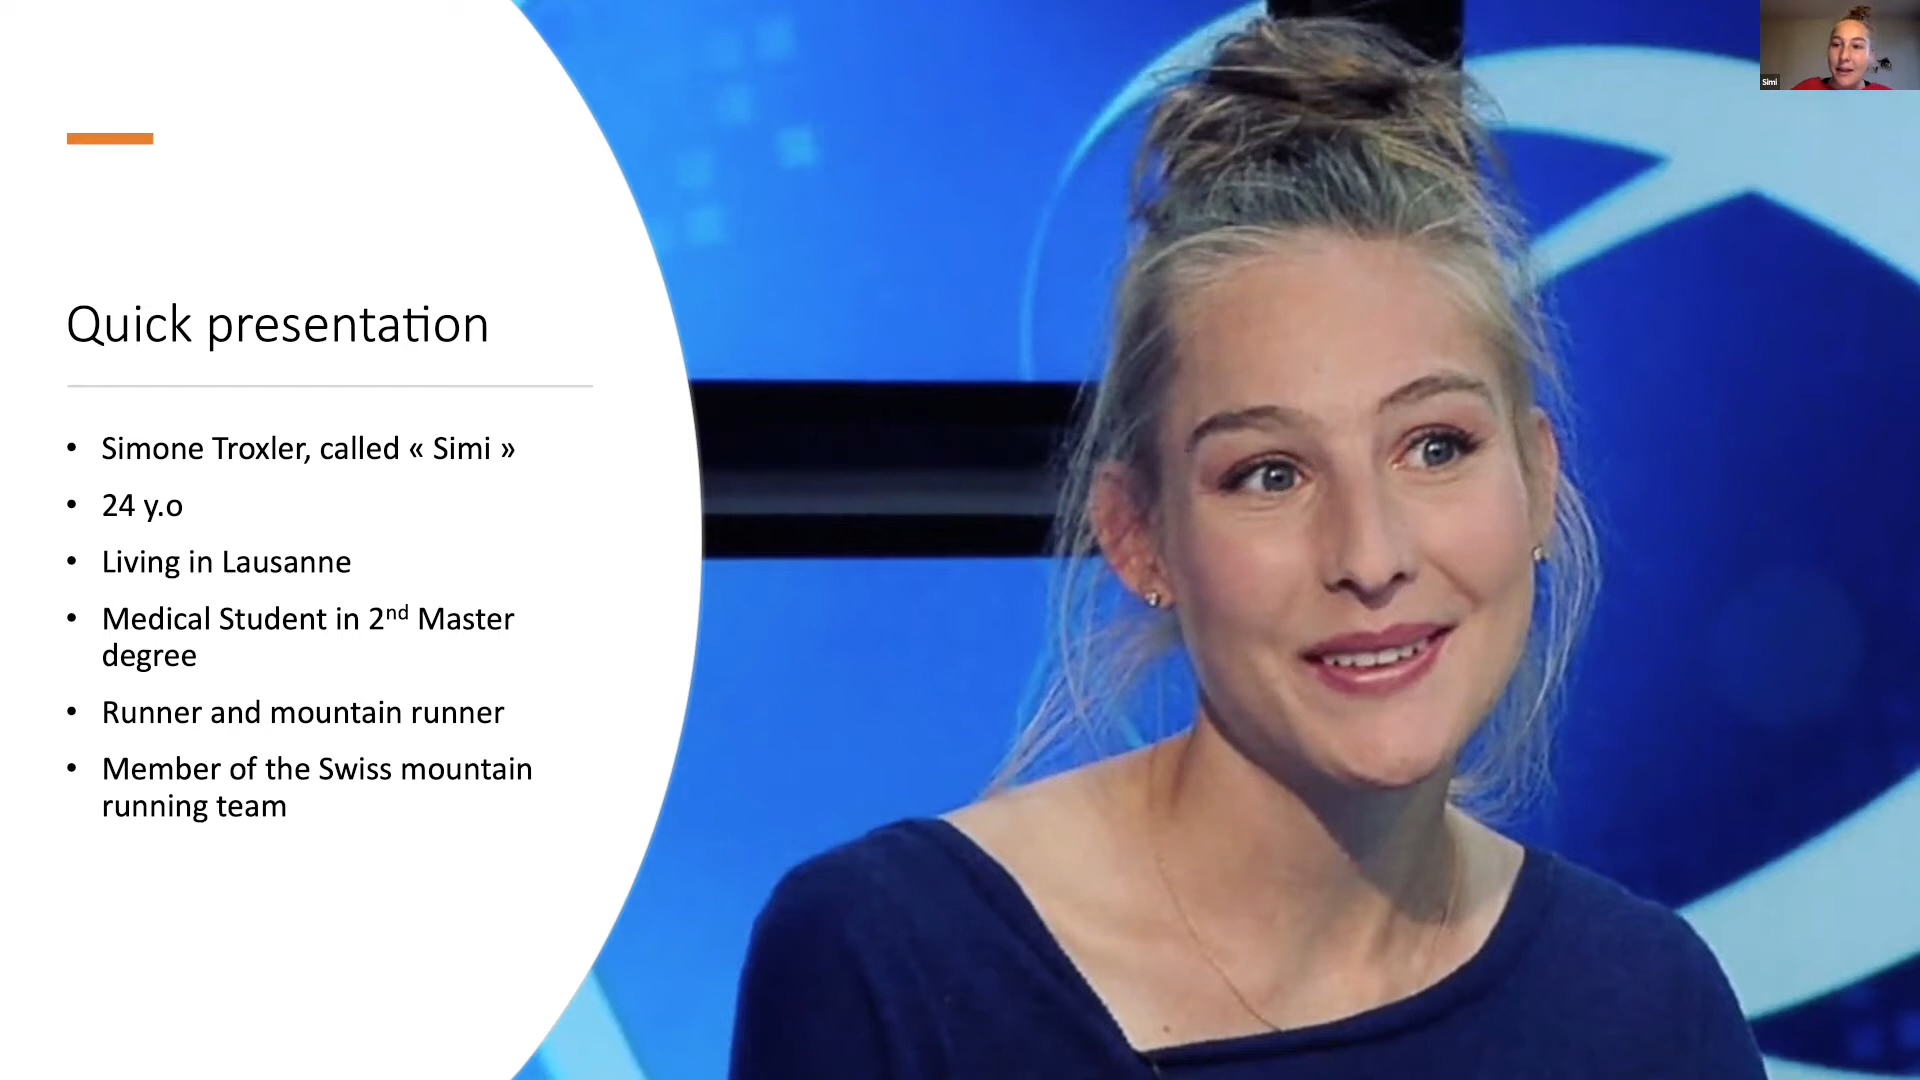 Simi
Quick presentation
• Simone Troxler, called « Simi »
• 24 y.o
• Living in Lausanne
• Medical Student in 2nd Master
degree
• Runner and mountain runner
• Member of the Swiss mountain
running team